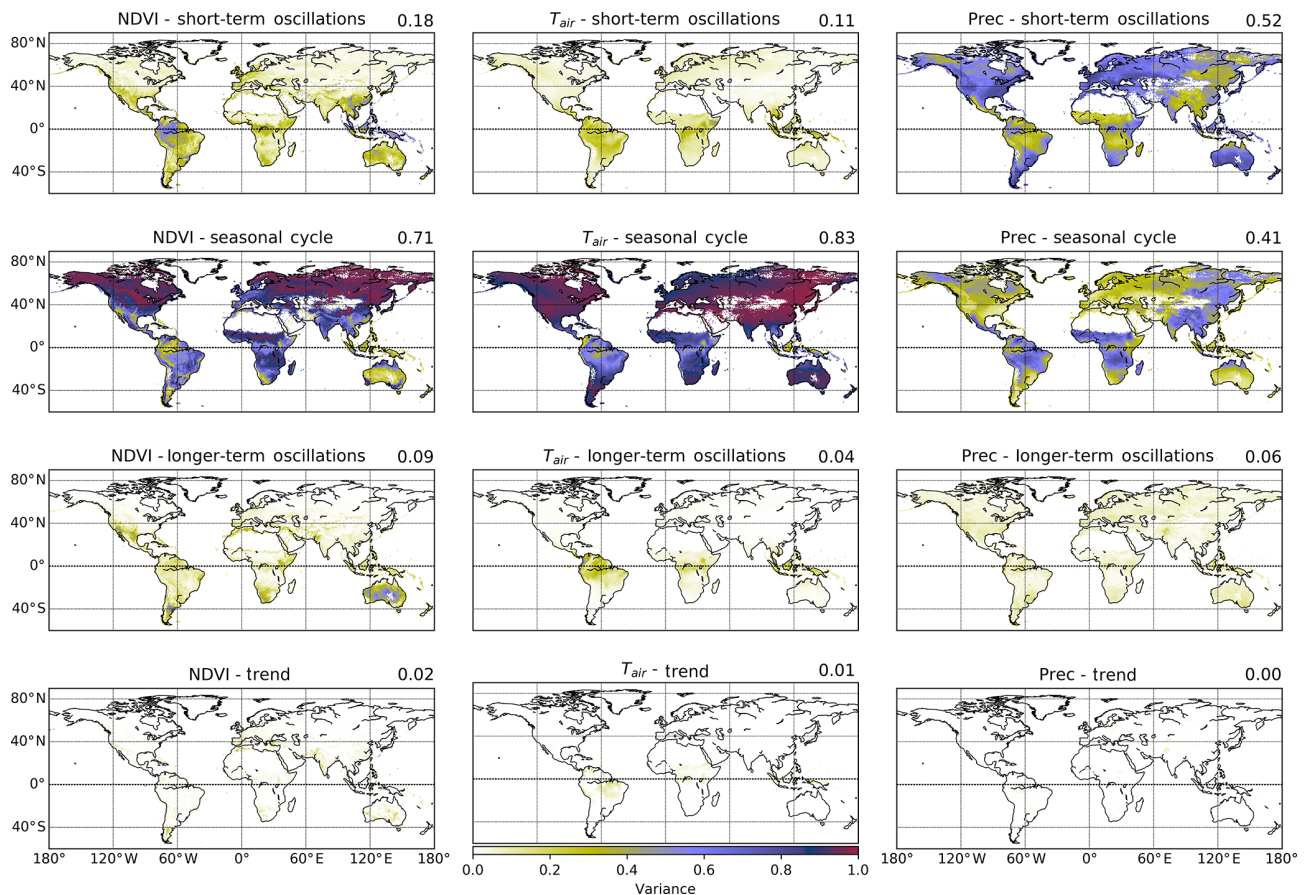 NDVI - short-term oscillations 0.18
T_air - short-term oscillations 0.11
Prec - short-term oscillations 0.52
80°N
40°N
0°
40°S
NDVI - seasonal cycle 0.71
T_air - seasonal cycle 0.83
Prec - seasonal cycle 0.41
80°N
40°N
0°
40°S
NDVI - longer-term oscillations 0.09
T_air - longer-term oscillations 0.04
Prec - longer-term oscillations 0.06
80°N
40°N
0°
40°S
NDVI - trend 0.02
T_air - trend 0.01
Prec - trend 0.00
80°N
40°N
0°
40°S
180° 120°W 60°W 0° 60°E 120°E 180°
0.0 0.2 0.4 0.6 0.8 1.0
Variance
180° 120°W 60°W 0° 60°E 120°E 180°